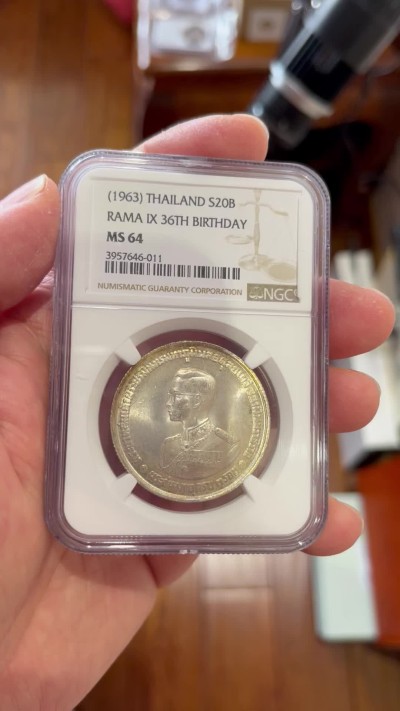 (1963) THAILAND S20B
RAMA IX 36TH BIRTHDAY
MS 64
3957646-011
NUMISMATIC GUARANTY CORPORATION
NGC